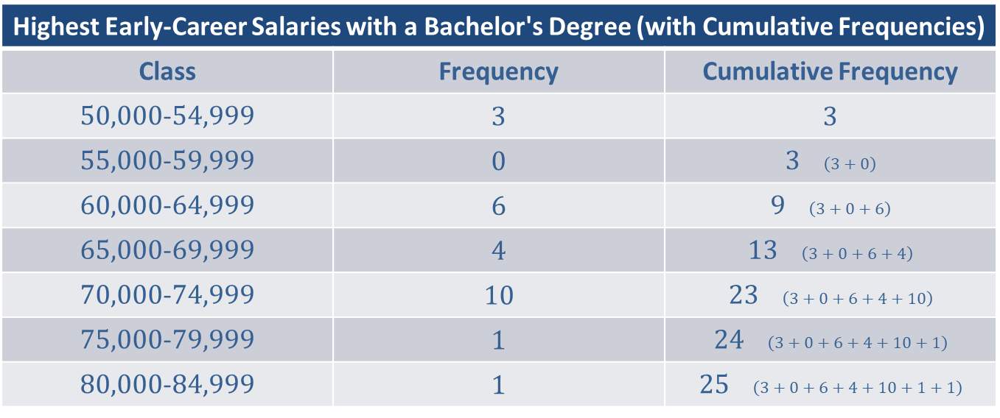 Highest Early-Career Salaries with a Bachelor's Degree (with Cumulative Frequencies)
Class Frequency Cumulative Frequency
50,000-54,999 3 3
55,000-59,999 0 3 (3 + 0)
60,000-64,999 6 9 (3 + 0 + 6)
65,000-69,999 4 13 (3 + 0 + 6 + 4)
70,000-74,999 10 23 (3 + 0 + 6 + 4 + 10)
75,000-79,999 1 24 (3 + 0 + 6 + 4 + 10 + 1)
80,000-84,999 1 25 (3 + 0 + 6 + 4 + 10 + 1 + 1)